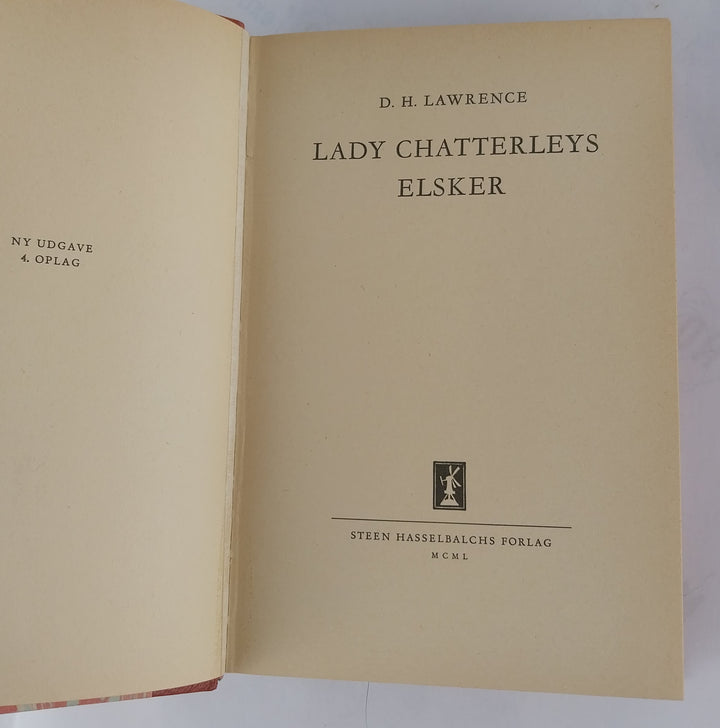 NY UDGAVE
4. OPLAG
D. H. LAWRENCE
LADY CHATTERLEYS
ELSKER
STEEN HASSELBALCHS FORLAG
MCML